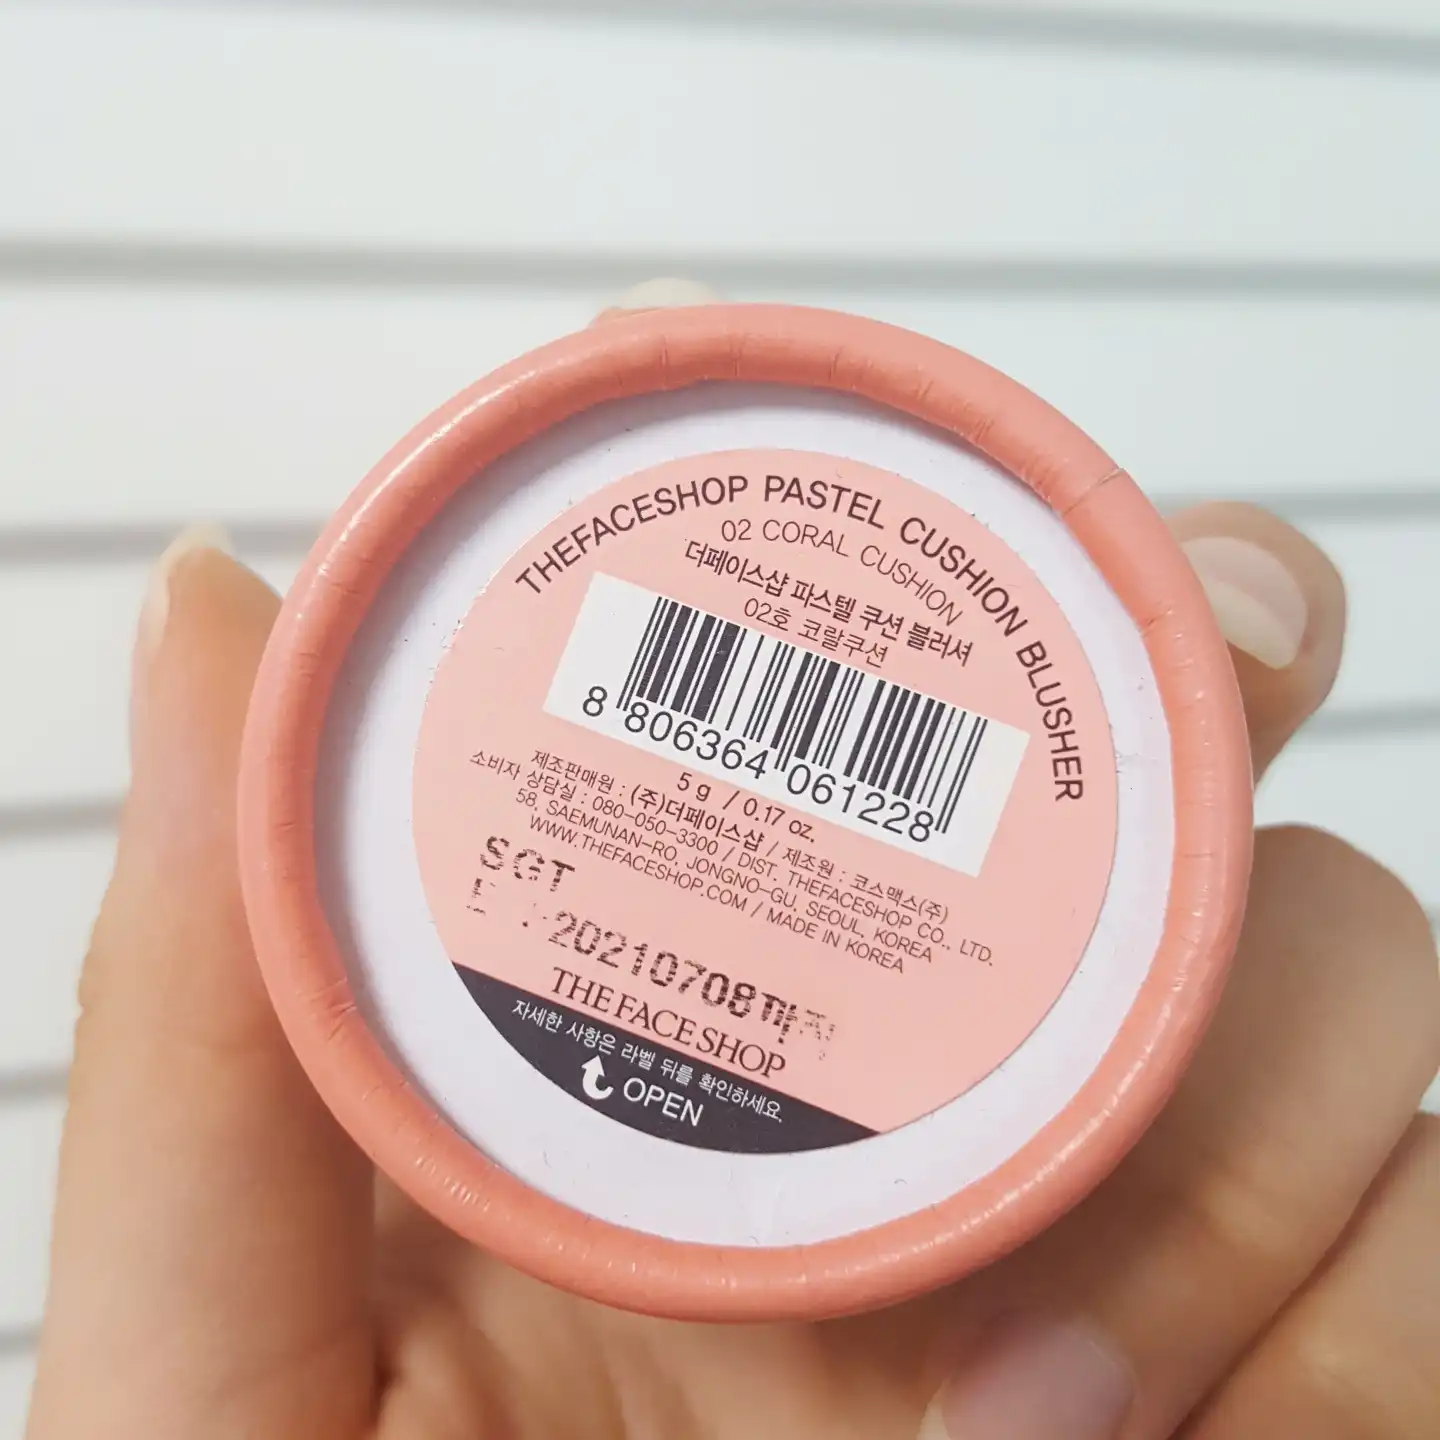 THEFACESHOP PASTEL CUSHION BLUSHER
02 CORAL CUSHION
더페이스샵 파스텔 쿠션 블러셔
02호 코랄쿠션
8 806364 061228
5 g / 0.17 oz.
제조판매원 : (주)더페이스샵 / 제조원 : 코스맥스(주)
소비자 상담실 : 080-050-3300 / DIST. THEFACESHOP CO., LTD.
58, SAEMUNAN-RO, JONGNO-GU, SEOUL, KOREA
WWW.THEFACESHOP.COM / MADE IN KOREA
SGT
20210708까지
THEFACESHOP
자세한 사항은 라벨 뒤를 확인하세요.
OPEN